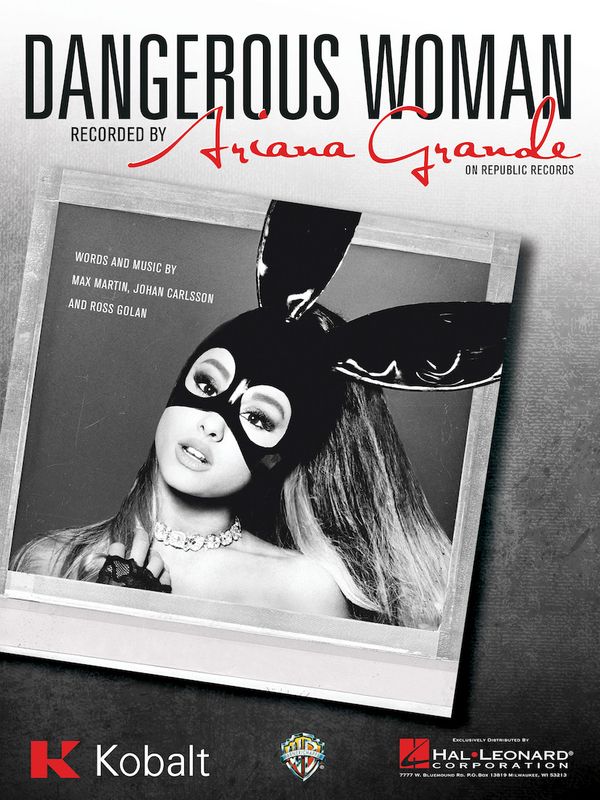 DANGEROUS WOMAN
RECORDED BY Ariana Grande
ON REPUBLIC RECORDS
WORDS AND MUSIC BY
MAX MARTIN, JOHAN CARLSSON
AND ROSS GOLAN
K Kobalt
EXCLUSIVELY DISTRIBUTED BY
HAL•LEONARD®
CORPORATION
7777 W. BLUEMOUND RD. P.O. BOX 13819 MILWAUKEE, WI 53213